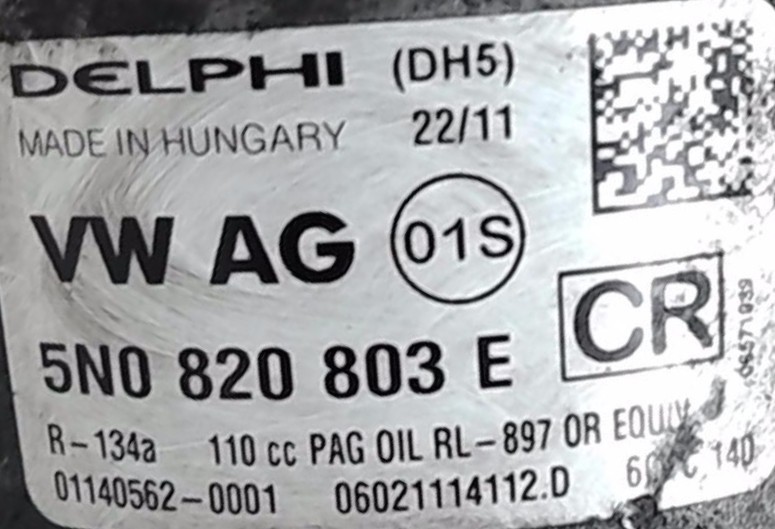 DELPHI (DH5)
MADE IN HUNGARY 22/11
VW AG 01S
CR
5N0 820 803 E
R-134a 110 cc PAG OIL RL-897 OR EQUIV
01140562-0001 06021114112.D 140